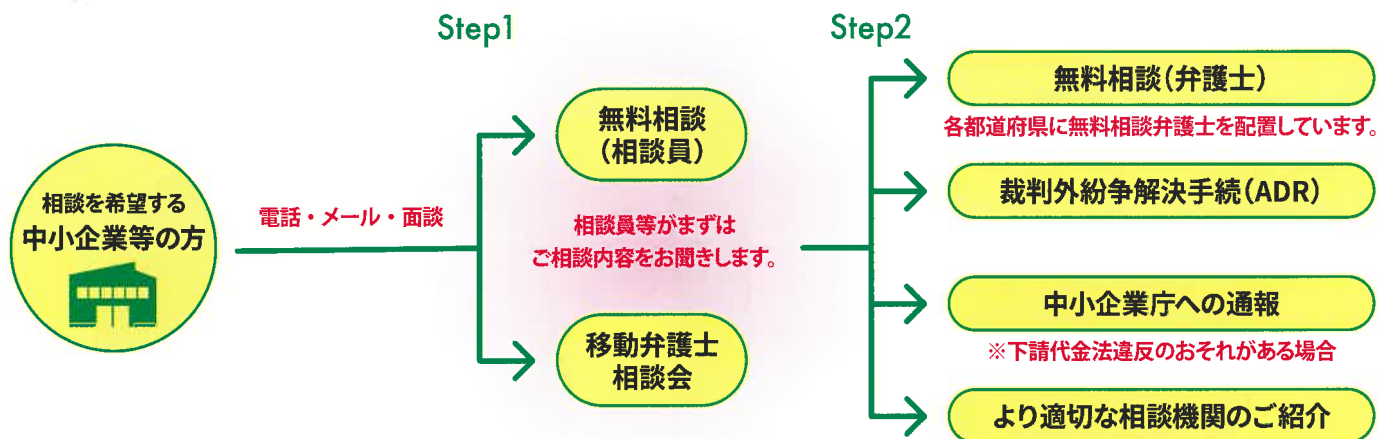 Step1
Step2
相談を希望する
中小企業等の方
電話・メール・面談
無料相談
(相談員)
相談員等がまずは
ご相談内容をお聞きします。
移動弁護士
相談会
無料相談(弁護士)
各都道府県に無料相談弁護士を配置しています。
裁判外紛争解決手続(ADR)
中小企業庁への通報
※下請代金法違反のおそれがある場合
より適切な相談機関のご紹介